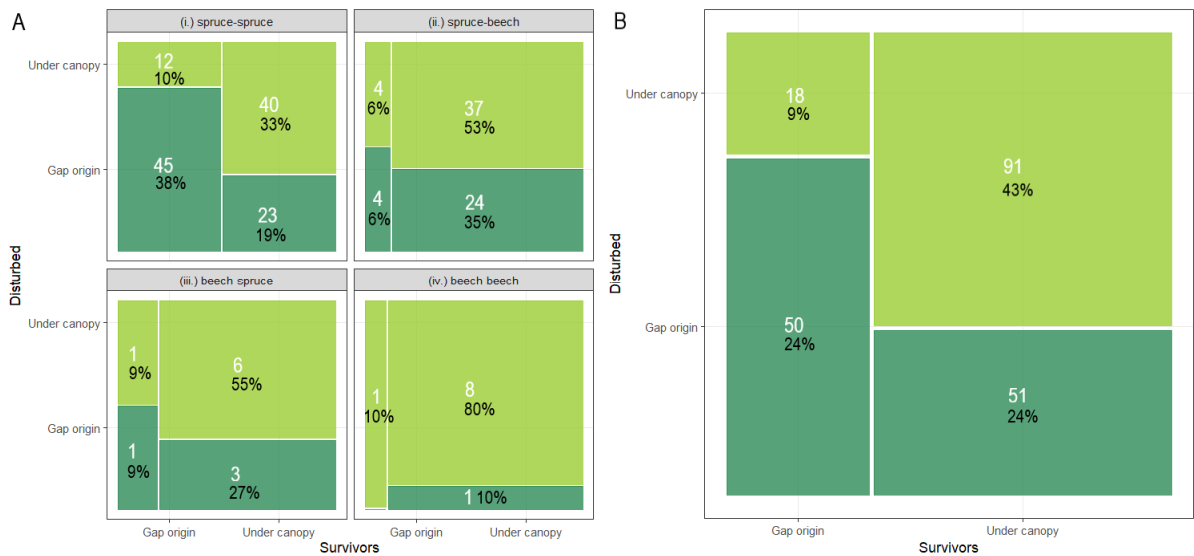 A
(i.) spruce-spruce
(ii.) spruce-beech
Under canopy
Gap origin
12
10%
40
33%
45
38%
23
19%
4
6%
37
53%
4
6%
24
35%
(iii.) beech spruce
(iv.) beech beech
Under canopy
Gap origin
1
9%
6
55%
1
9%
3
27%
1
10%
8
80%
1 10%
Gap origin
Under canopy
Gap origin
Under canopy
Survivors
Disturbed
B
Under canopy
Gap origin
18
9%
91
43%
50
24%
51
24%
Gap origin
Under canopy
Survivors
Disturbed